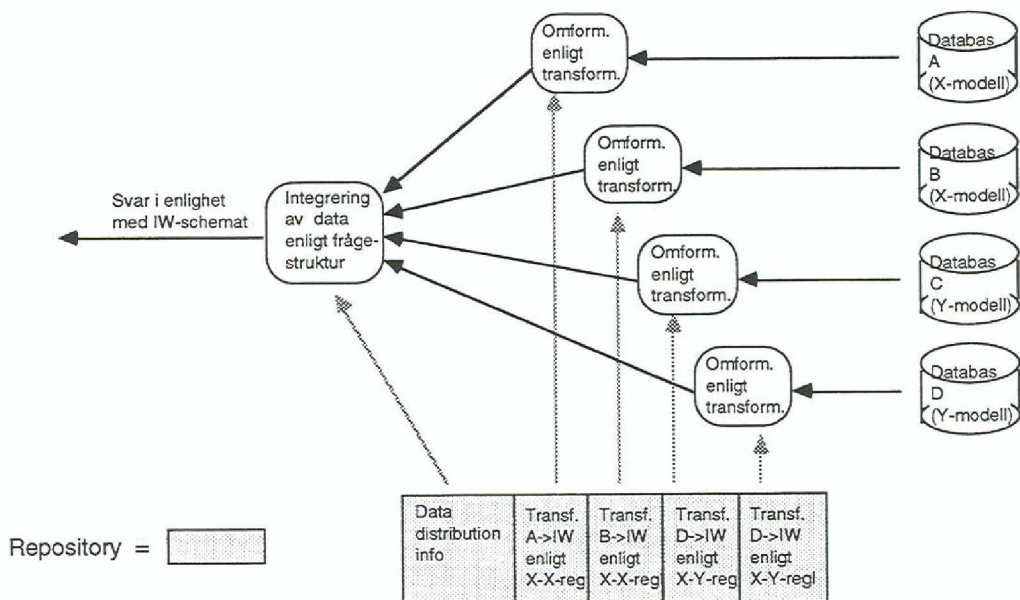 Omform.
enligt
transform.
Databas
A
(X-modell)
Omform.
enligt
transform.
Databas
B
(X-modell)
Svar i enlighet
med IW-schemat
Integrering
av data
enligt fråge-
struktur
Omform.
enligt
transform.
Databas
C
(Y-modell)
Omform.
enligt
transform.
Databas
D
(Y-modell)
Repository =
Data
distribution
info
Transf.
A->IW
enligt
X-X-regl
Transf.
B->IW
enligt
X-X-regl
Transf.
D->IW
enligt
X-Y-regl
Transf.
D->IW
enligt
X-Y-regl